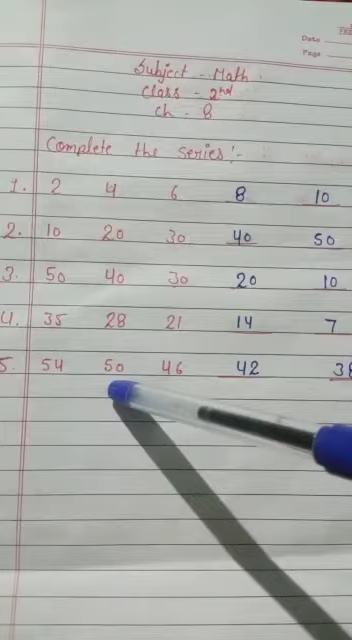 Date
Page
Subject - Math
Class - 2nd
Ch - 8
Complete the series :-
1. 2 4 6 8 10
2. 10 20 30 40 50
3. 50 40 30 20 10
4. 35 28 21 14 7
5. 54 50 46 42 38